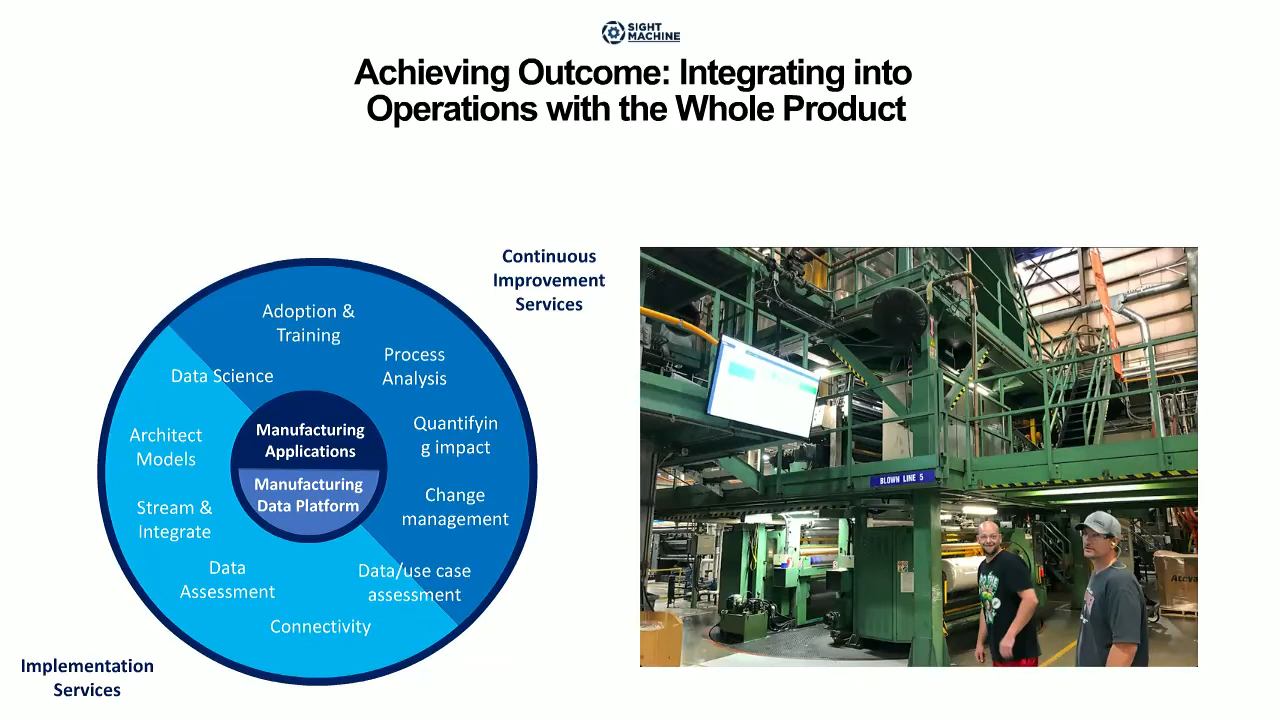 SIGHT
MACHINE
Achieving Outcome: Integrating into
Operations with the Whole Product
Continuous
Improvement
Services
Adoption &
Training
Process
Analysis
Data Science
Quantifyin
g impact
Architect
Models
Manufacturing
Applications
Manufacturing
Data Platform
Change
management
Stream &
Integrate
Data
Assessment
Data/use case
assessment
Connectivity
Implementation
Services
BLOWN LINE 5